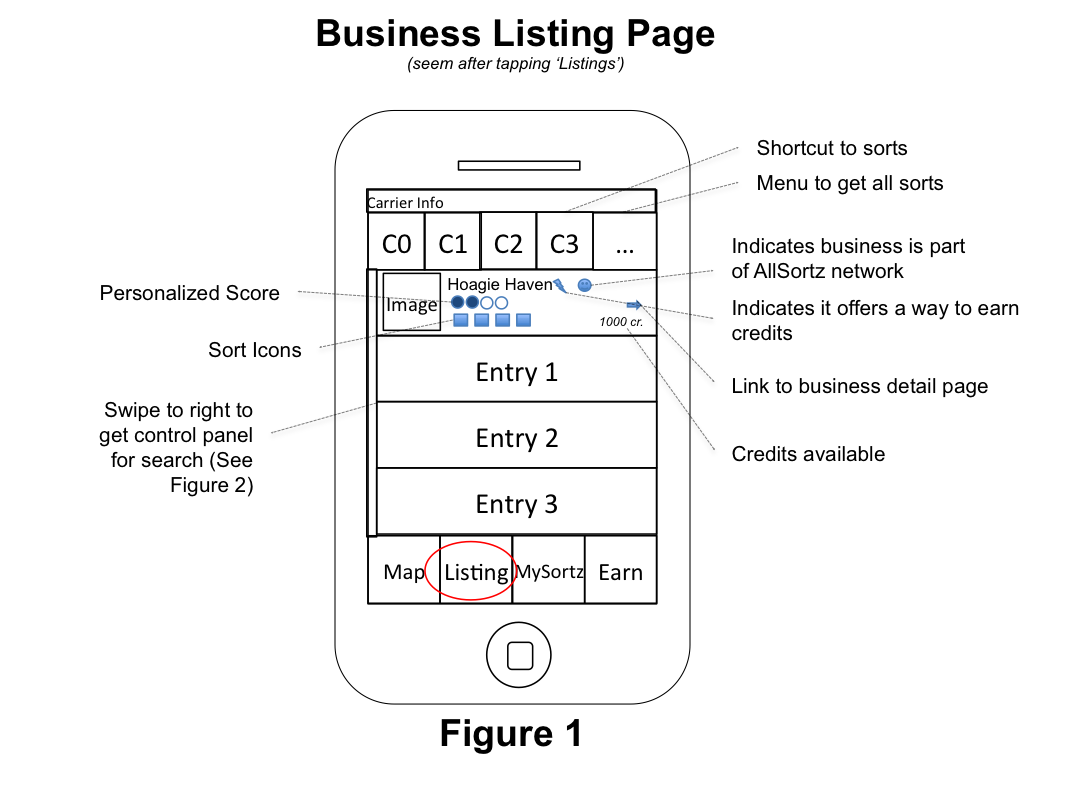 Business Listing Page
(seem after tapping ‘Listings’)
Shortcut to sorts
Menu to get all sorts
Carrier Info
C0 C1 C2 C3 ...
Indicates business is part
of AllSortz network
Personalized Score
Image
Hoagie Haven
1000 cr.
Indicates it offers a way to earn
credits
Sort Icons
Entry 1
Link to business detail page
Swipe to right to
get control panel
for search (See
Figure 2)
Entry 2
Credits available
Entry 3
Map Listing MySortz Earn
Figure 1